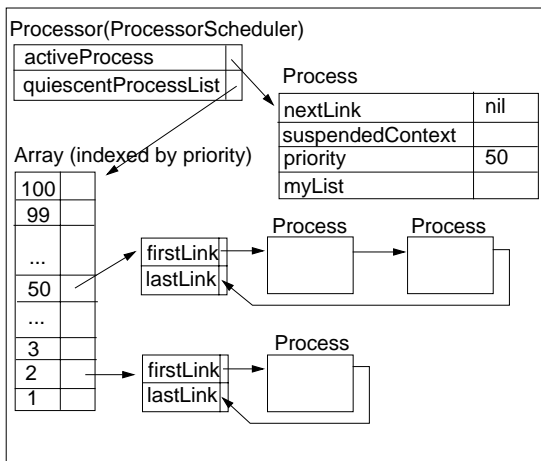 Processor(ProcessorScheduler)
activeProcess
quiescentProcessList
Process
nextLink nil
suspendedContext
priority 50
myList
Array (indexed by priority)
100
99
...
50
...
3
2
1
firstLink
lastLink
Process
Process
firstLink
lastLink
Process